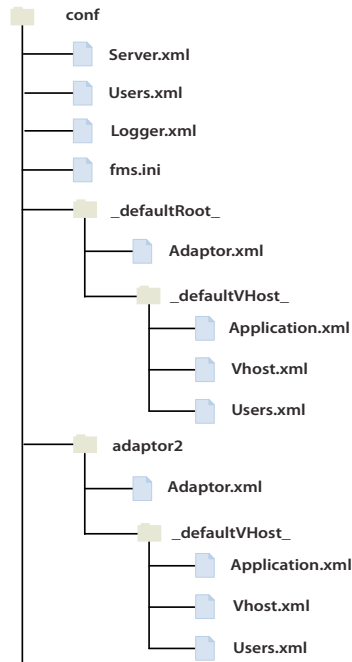 conf
Server.xml
Users.xml
Logger.xml
fms.ini
_defaultRoot_
Adaptor.xml
_defaultVHost_
Application.xml
Vhost.xml
Users.xml
adaptor2
Adaptor.xml
_defaultVHost_
Application.xml
Vhost.xml
Users.xml